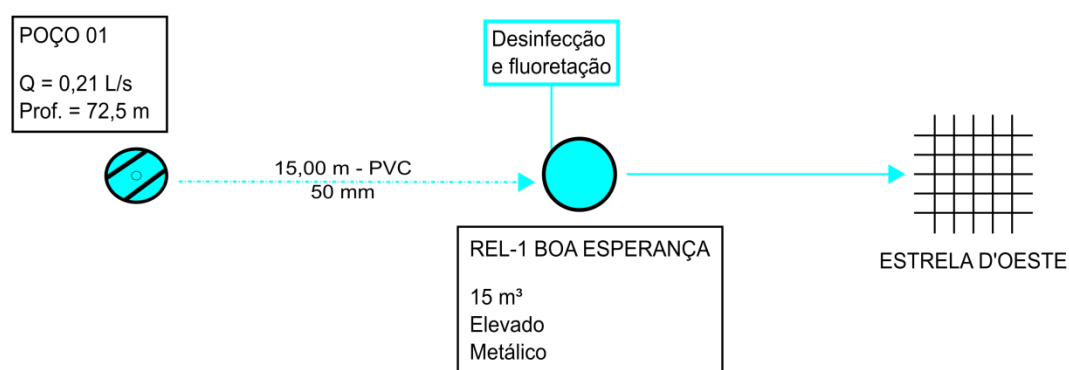 POÇO 01
Q = 0,21 L/s
Prof. = 72,5 m
Desinfecção
e fluoretação
15,00 m - PVC
50 mm
REL-1 BOA ESPERANÇA
15 m³
Elevado
Metálico
ESTRELA D'OESTE